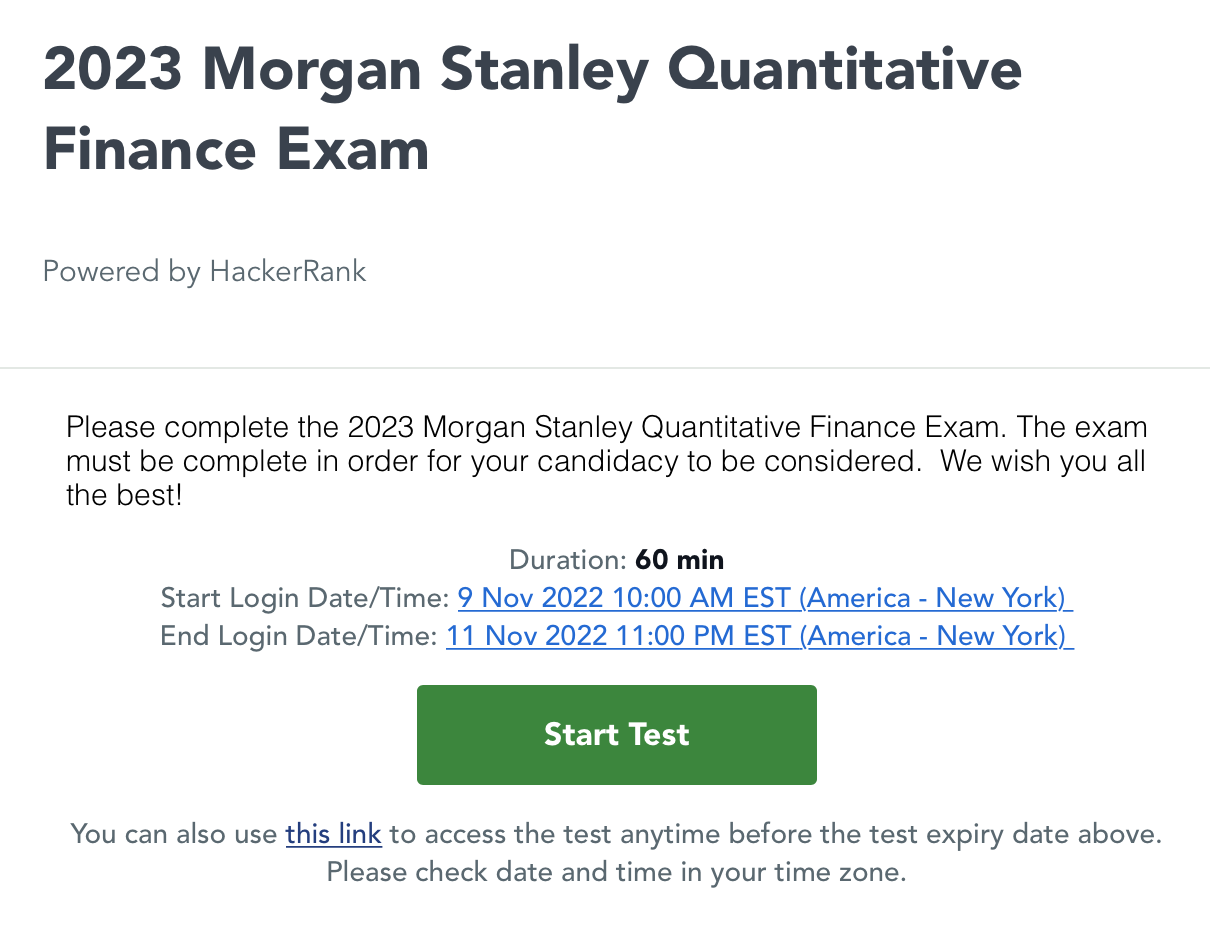 2023 Morgan Stanley Quantitative
Finance Exam
Powered by HackerRank
Please complete the 2023 Morgan Stanley Quantitative Finance Exam. The exam
must be complete in order for your candidacy to be considered.  We wish you all
the best!
Duration: 60 min
Start Login Date/Time: 9 Nov 2022 10:00 AM EST (America - New York)
End Login Date/Time: 11 Nov 2022 11:00 PM EST (America - New York)
Start Test
You can also use this link to access the test anytime before the test expiry date above.
Please check date and time in your time zone.